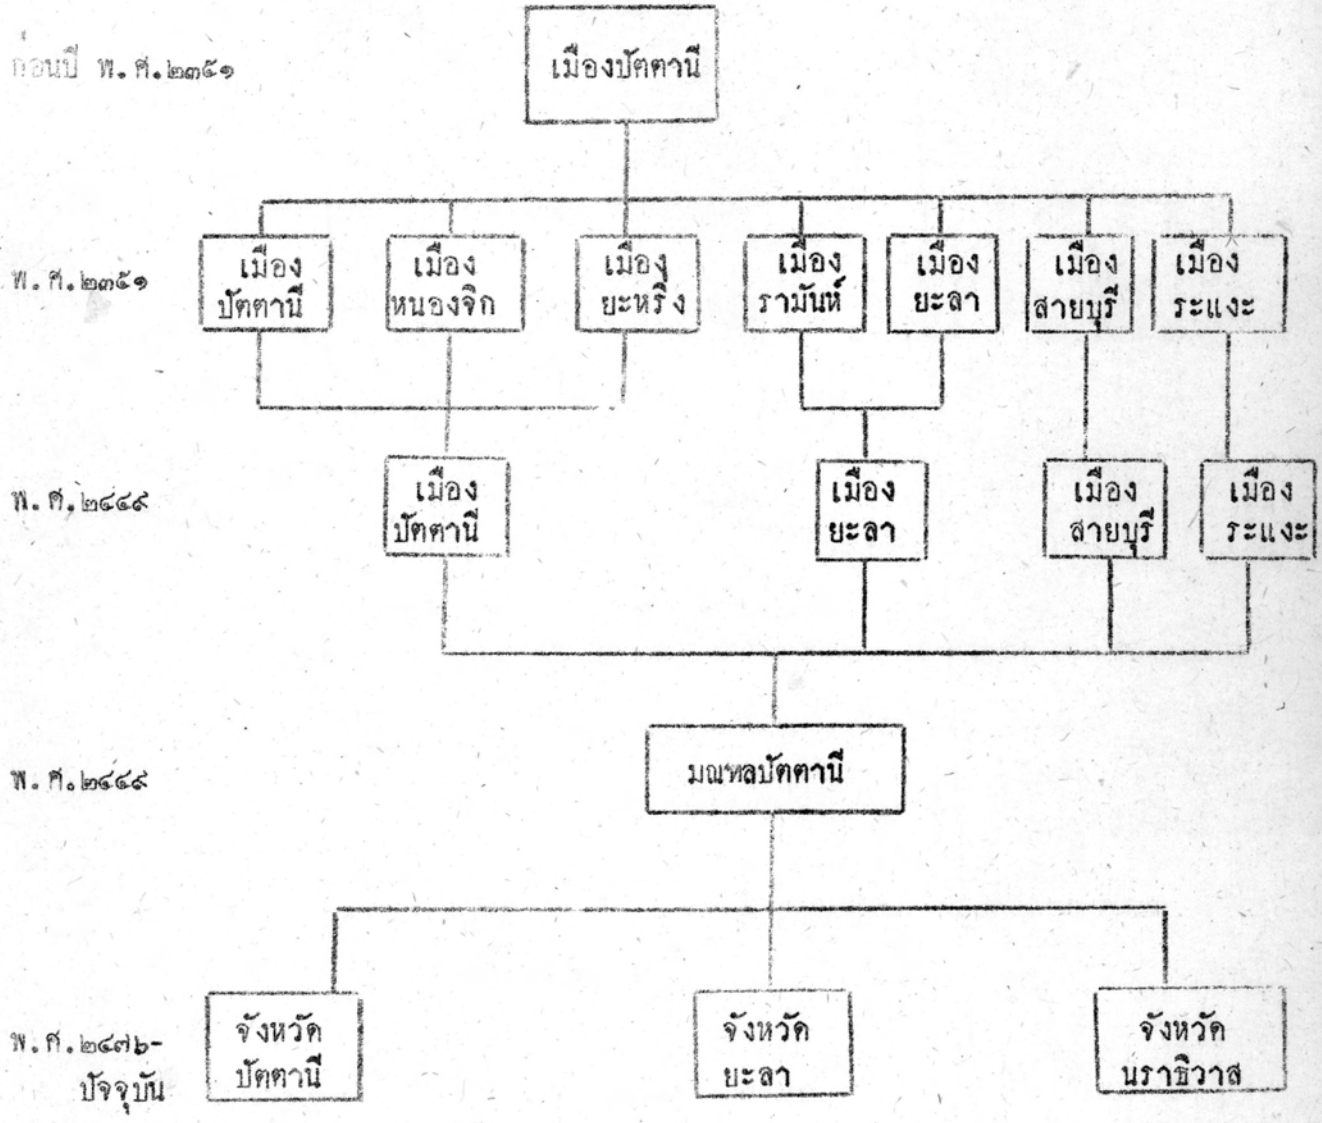 ก่อนปี พ.ศ.๒๓๕๑
เมืองปัตตานี
พ.ศ.๒๓๕๑
เมือง
ปัตตานี
เมือง
หนองจิก
เมือง
ยะหริ่ง
เมือง
รามันห์
เมือง
ยะลา
เมือง
สายบุรี
เมือง
ระแงะ
พ.ศ.๒๔๔๙
เมือง
ปัตตานี
เมือง
ยะลา
เมือง
สายบุรี
เมือง
ระแงะ
พ.ศ.๒๔๔๙
มณฑลปัตตานี
พ.ศ.๒๔๗๖-
ปัจจุบัน
จังหวัด
ปัตตานี
จังหวัด
ยะลา
จังหวัด
นราธิวาส